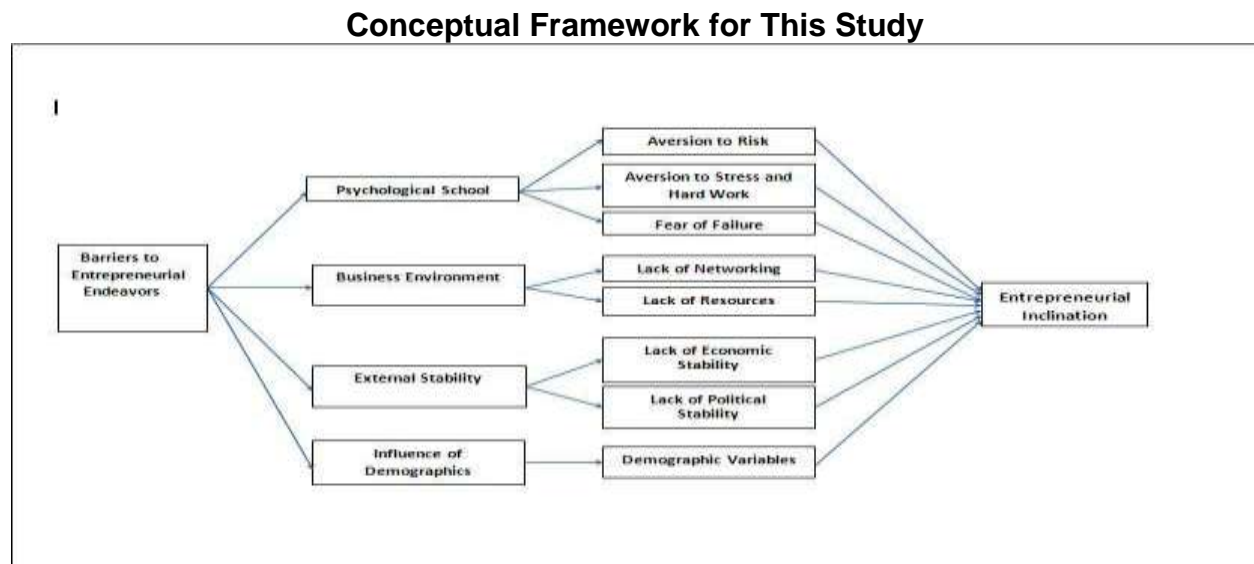 Conceptual Framework for This Study
I
Aversion to Risk
Psychological School
Aversion to Stress and
Hard Work
Fear of Failure
Barriers to
Entrepreneurial
Endeavors
Business Environment
Lack of Networking
Lack of Resources
Entrepreneurial
Inclination
External Stability
Lack of Economic
Stability
Lack of Political
Stability
Influence of
Demographics
Demographic Variables